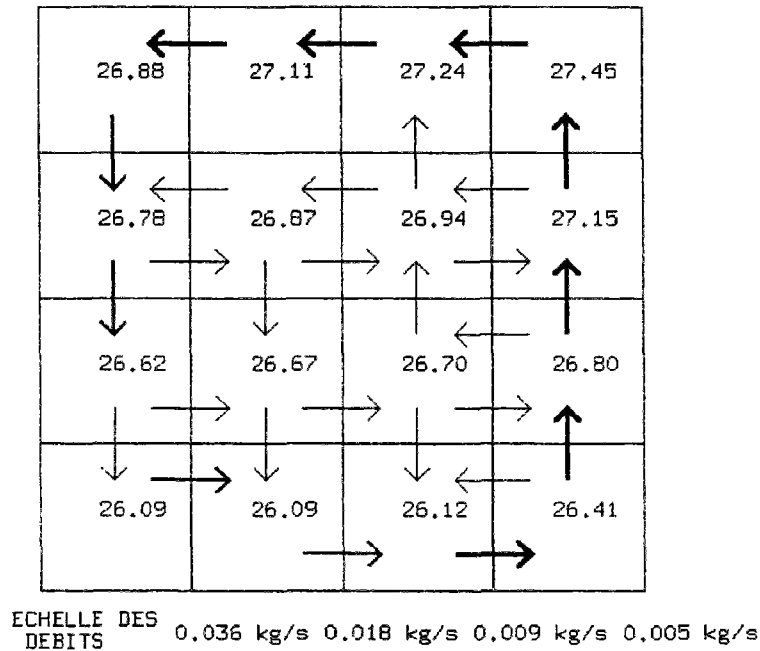 26.88 27.11 27.24 27.45
26.78 26.87 26.94 27.15
26.62 26.67 26.70 26.80
26.09 26.09 26.12 26.41
ECHELLE DES
DEBITS 0.036 kg/s 0.018 kg/s 0.009 kg/s 0.005 kg/s